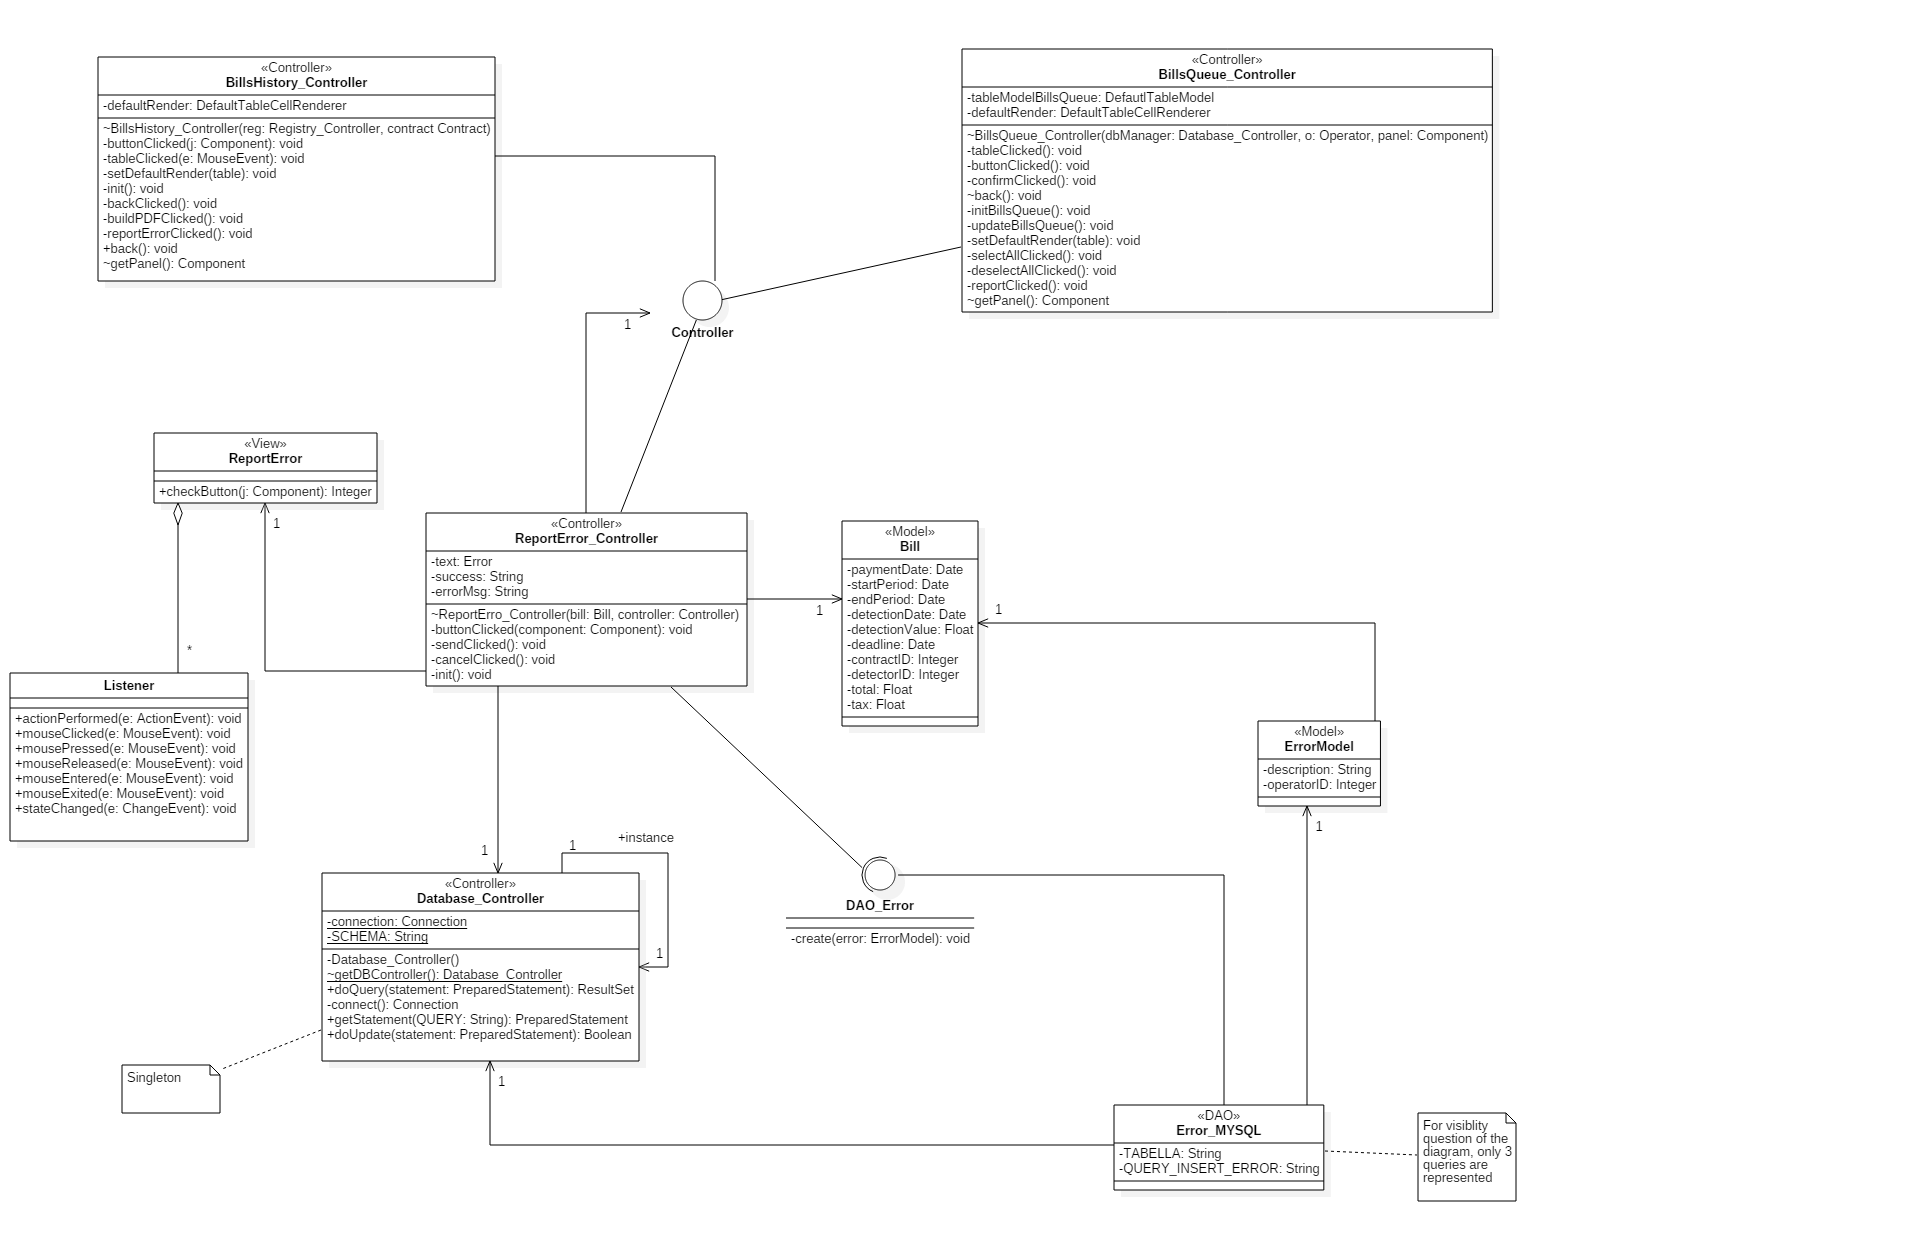 «Controller»
BillsHistory_Controller
-defaultRender: DefaultTableCellRenderer
~BillsHistory_Controller(reg: Registry_Controller, contract Contract)
-buttonClicked(j: Component): void
-tableClicked(e: MouseEvent): void
-setDefaultRender(table): void
-init(): void
-backClicked(): void
-buildPDFClicked(): void
-reportErrorClicked(): void
+back(): void
~getPanel(): Component
«Controller»
BillsQueue_Controller
-tableModelBillsQueue: DefautlTableModel
-defaultRender: DefaultTableCellRenderer
~BillsQueue_Controller(dbManager: Database_Controller, o: Operator, panel: Component)
-tableClicked(): void
-buttonClicked(): void
-confirmClicked(): void
~back(): void
-initBillsQueue(): void
-updateBillsQueue(): void
-setDefaultRender(table): void
-selectAllClicked(): void
-deselectAllClicked(): void
-reportClicked(): void
~getPanel(): Component
1
Controller
«View»
ReportError
+checkButton(j: Component): Integer
1
*
Listener
+actionPerformed(e: ActionEvent): void
+mouseClicked(e: MouseEvent): void
+mousePressed(e: MouseEvent): void
+mouseReleased(e: MouseEvent): void
+mouseEntered(e: MouseEvent): void
+mouseExited(e: MouseEvent): void
+stateChanged(e: ChangeEvent): void
«Controller»
ReportError_Controller
-text: Error
-success: String
-errorMsg: String
~ReportErro_Controller(bill: Bill, controller: Controller)
-buttonClicked(component: Component): void
-sendClicked(): void
-cancelClicked(): void
-init(): void
1
«Model»
Bill
-paymentDate: Date
-startPeriod: Date
-endPeriod: Date
-detectionDate: Date
-detectionValue: Float
-deadline: Date
-contractID: Integer
-detectorID: Integer
-total: Float
-tax: Float
1
«Model»
ErrorModel
-description: String
-operatorID: Integer
1
1
1
+instance
1
«Controller»
Database_Controller
-connection: Connection
-SCHEMA: String
-Database_Controller()
~getDBController(): Database_Controller
+doQuery(statement: PreparedStatement): ResultSet
-connect(): Connection
+getStatement(QUERY: String): PreparedStatement
+doUpdate(statement: PreparedStatement): Boolean
DAO_Error
-create(error: ErrorModel): void
Singleton
1
«DAO»
Error_MYSQL
-TABELLA: String
-QUERY_INSERT_ERROR: String
For visiblity
question of the
diagram, only 3
queries are
represented